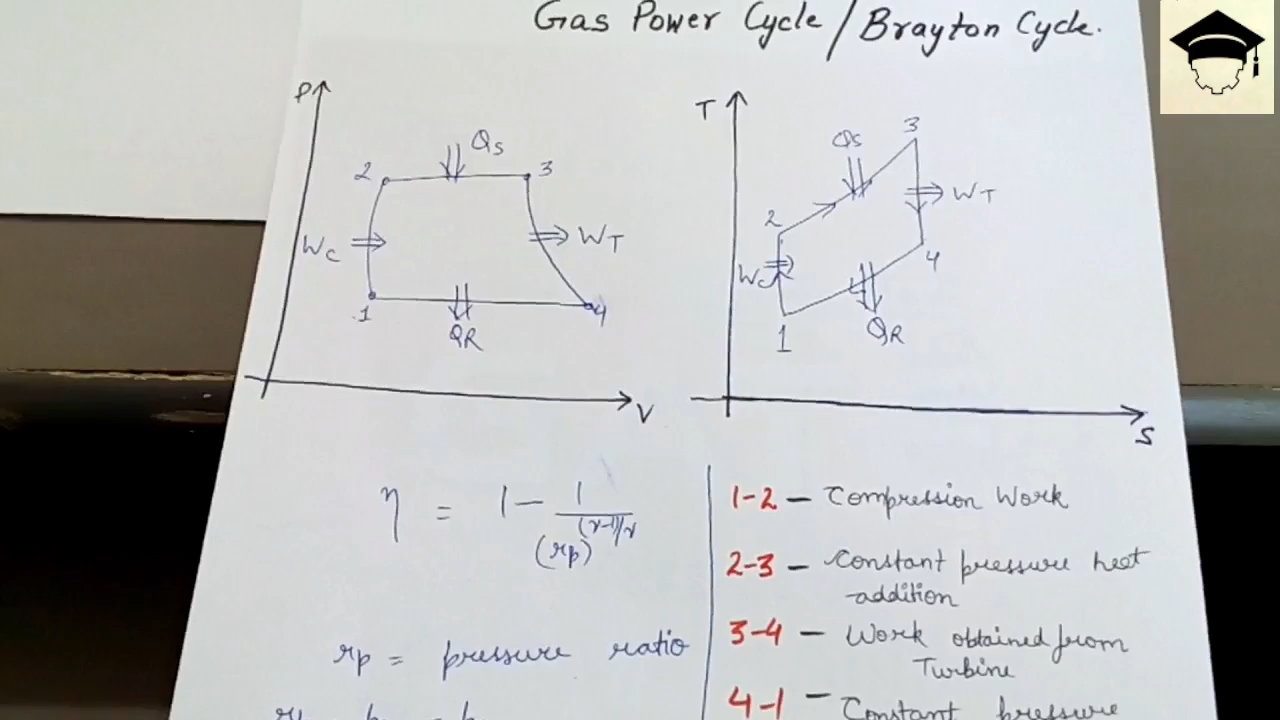 Gas Power Cycle / Brayton Cycle.
P
2
Qs
3
Wc
WT
1
QR
4
V
T
3
Qs
2
WT
Wc
4
1
QR
S
η = 1 - 1/(rp)^(γ-1)/γ
rp = pressure ratio
1-2 - Compression Work
2-3 - Constant pressure heet
-addition
3-4 - Work obtained from
Turbine
4-1 - Constant pressure